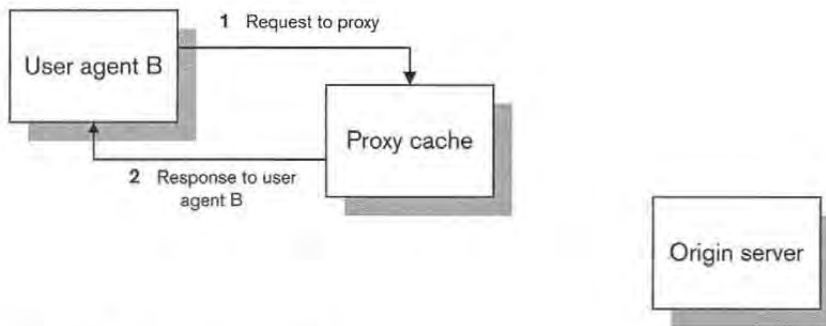 1 Request to proxy
User agent B
Proxy cache
2 Response to user
agent B
Origin server